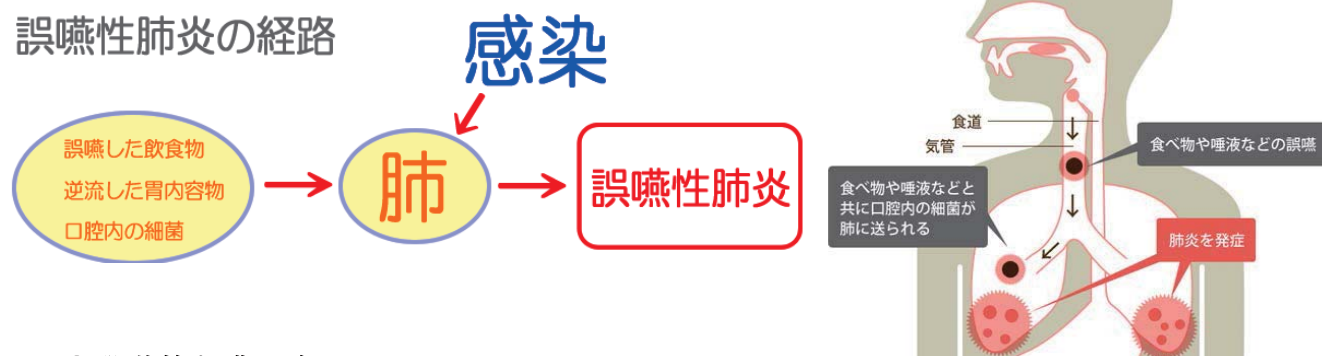 誤嚥性肺炎の経路
感染
誤嚥した飲食物
逆流した胃内容物
口腔内の細菌
肺
誤嚥性肺炎
食道
気管
食べ物や唾液などの誤嚥
食べ物や唾液などと
共に口腔内の細菌が
肺に送られる
肺炎を発症